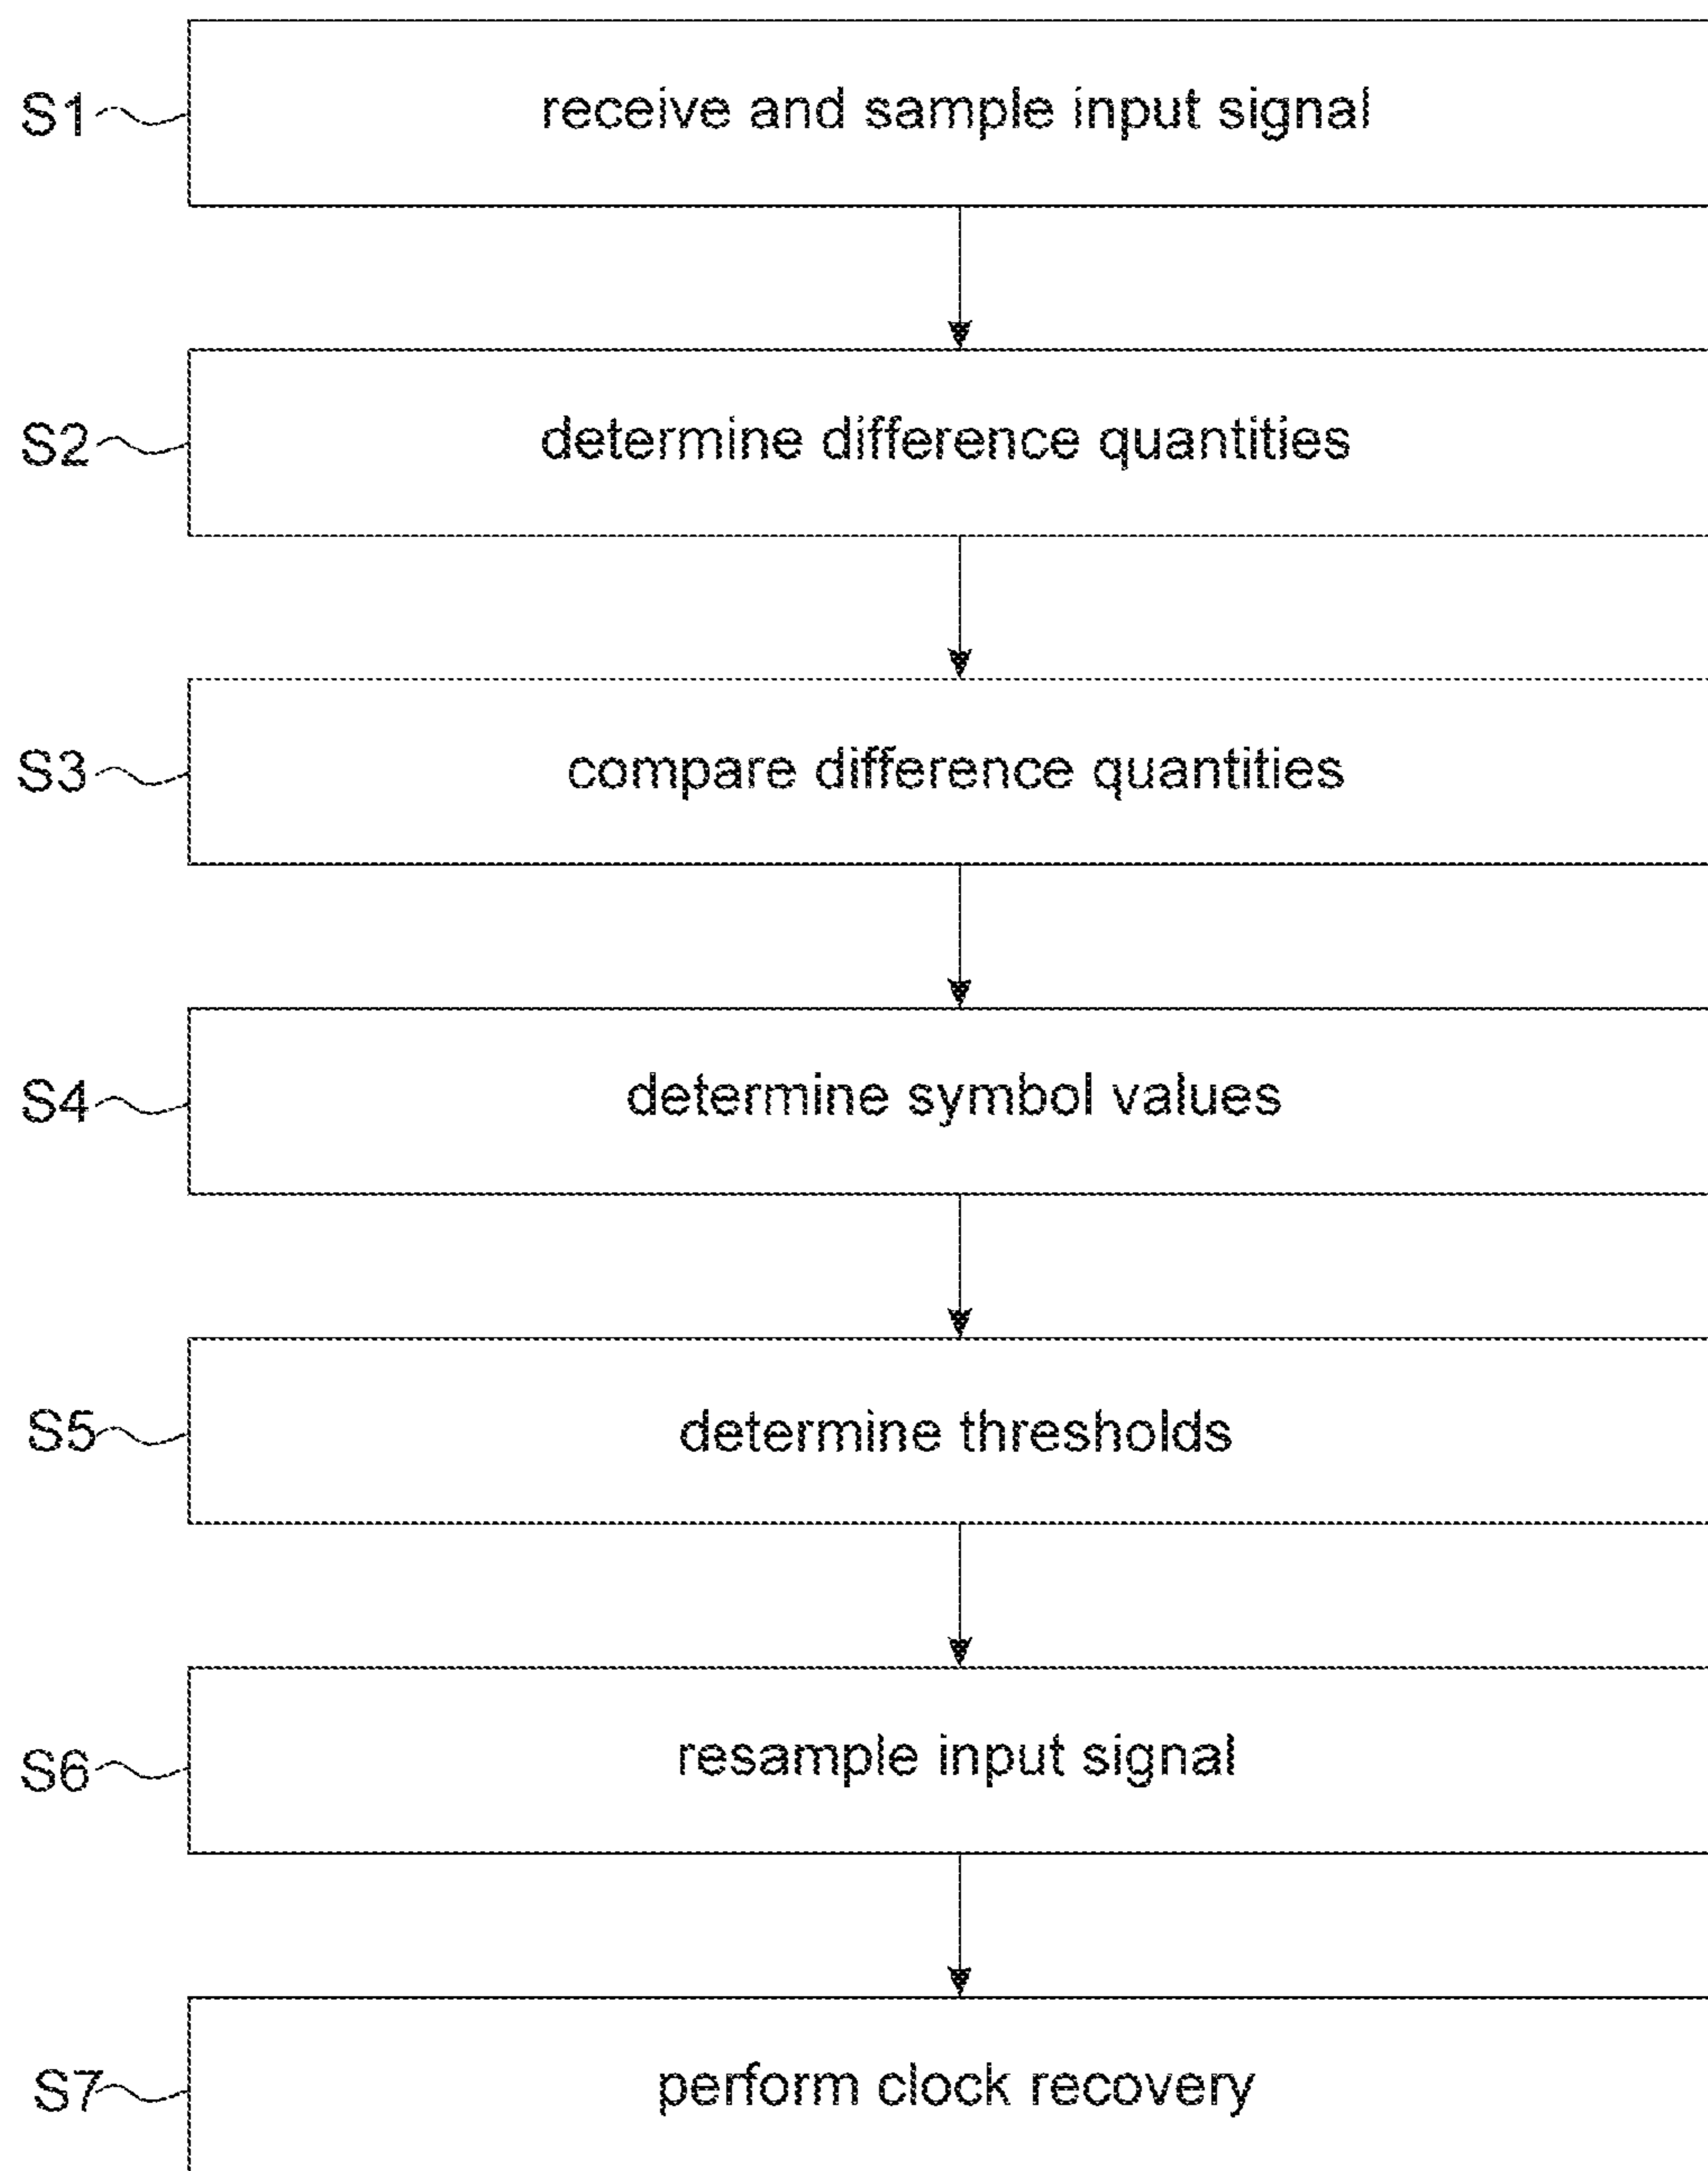 S1 receive and sample input signal
S2 determine difference quantities
S3 compare difference quantities
S4 determine symbol values
S5 determine thresholds
S6 resample input signal
S7 perform clock recovery